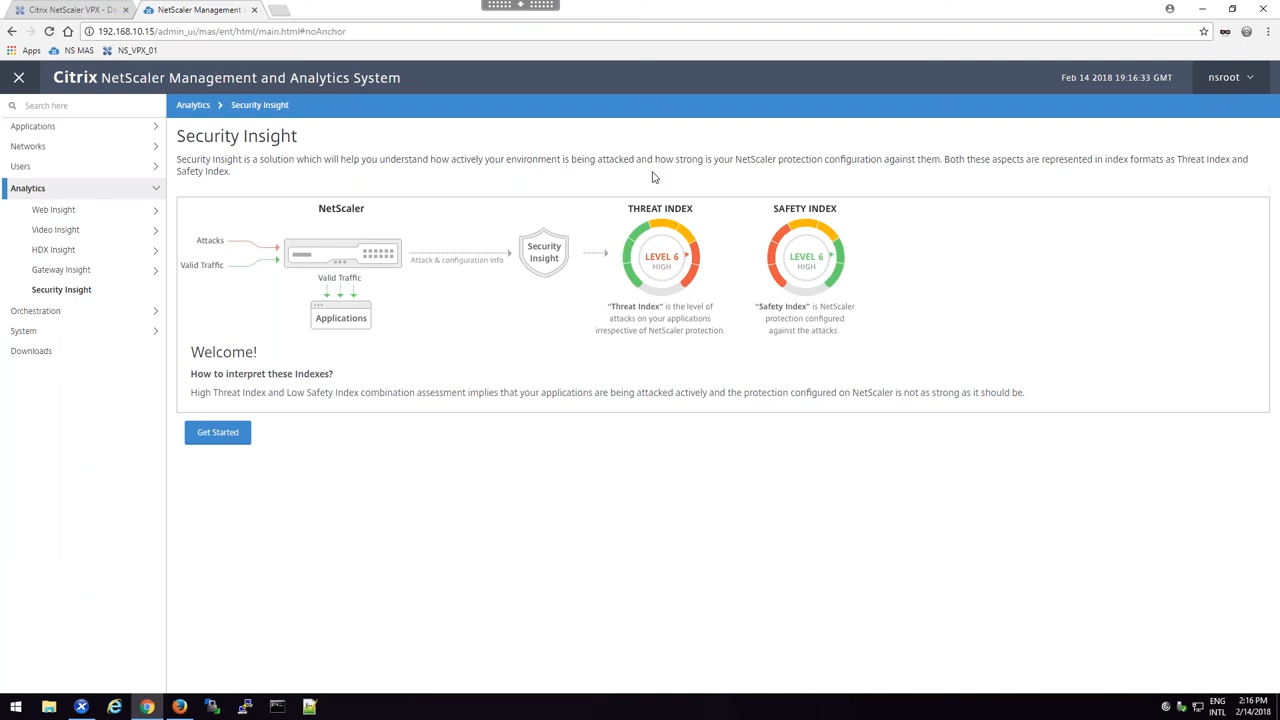 Citrix NetScaler VPX - Da
NetScaler Management a
192.168.10.15/admin_ui/mas/ent/html/main.html#noAnchor
Apps NS MAS NS_VPX_01
Citrix NetScaler Management and Analytics System
Feb 14 2018 19:16:33 GMT
nsroot
Search here
Applications
Networks
Users
Analytics
Web Insight
Video Insight
HDX Insight
Gateway Insight
Security Insight
Orchestration
System
Downloads
Analytics Security Insight
Security Insight
Security Insight is a solution which will help you understand how actively your environment is being attacked and how strong is your NetScaler protection configuration against them. Both these aspects are represented in index formats as Threat Index and
Safety Index.
NetScaler
Attacks
Valid Traffic
Attack & configuration Info
Security
Insight
Valid Traffic
Applications
THREAT INDEX
LEVEL 6
HIGH
"Threat Index" is the level of
attacks on your applications
irrespective of NetScaler protection.
SAFETY INDEX
LEVEL 6
HIGH
"Safety Index" is NetScaler
protection configured
against the attacks.
Welcome!
How to interpret these Indexes?
High Threat Index and Low Safety Index combination assessment implies that your applications are being attacked actively and the protection configured on NetScaler is not as strong as it should be.
Get Started
ENG
INTL
2:16 PM
2/14/2018